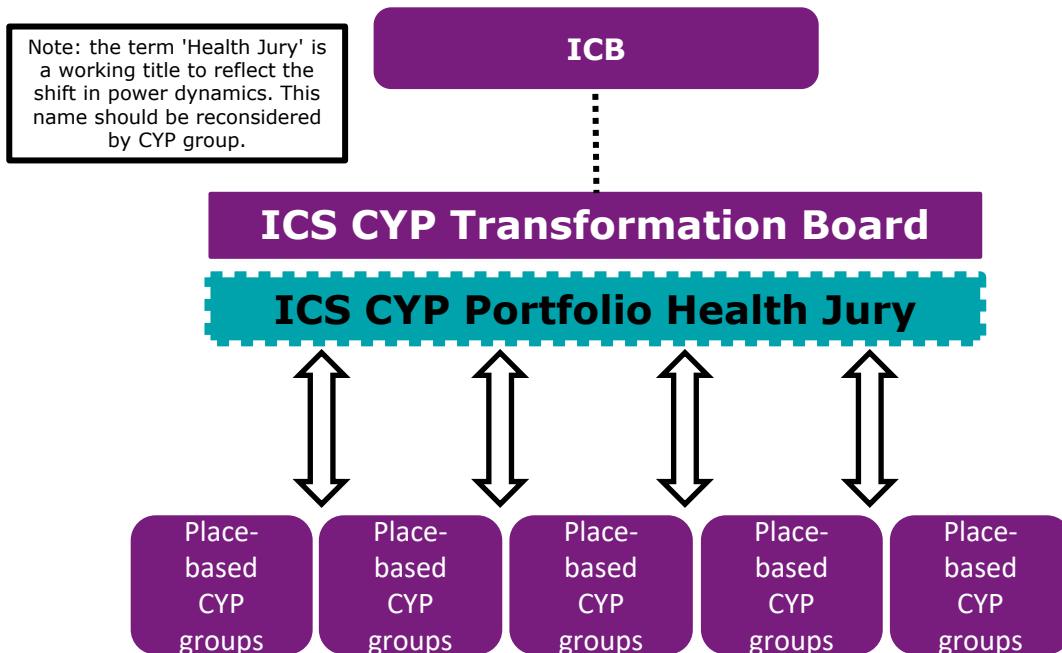 Note: the term 'Health Jury' is
a working title to reflect the
shift in power dynamics. This
name should be reconsidered
by CYP group.
ICB
ICS CYP Transformation Board
ICS CYP Portfolio Health Jury
Place-
based
CYP
groups
Place-
based
CYP
groups
Place-
based
CYP
groups
Place-
based
CYP
groups
Place-
based
CYP
groups